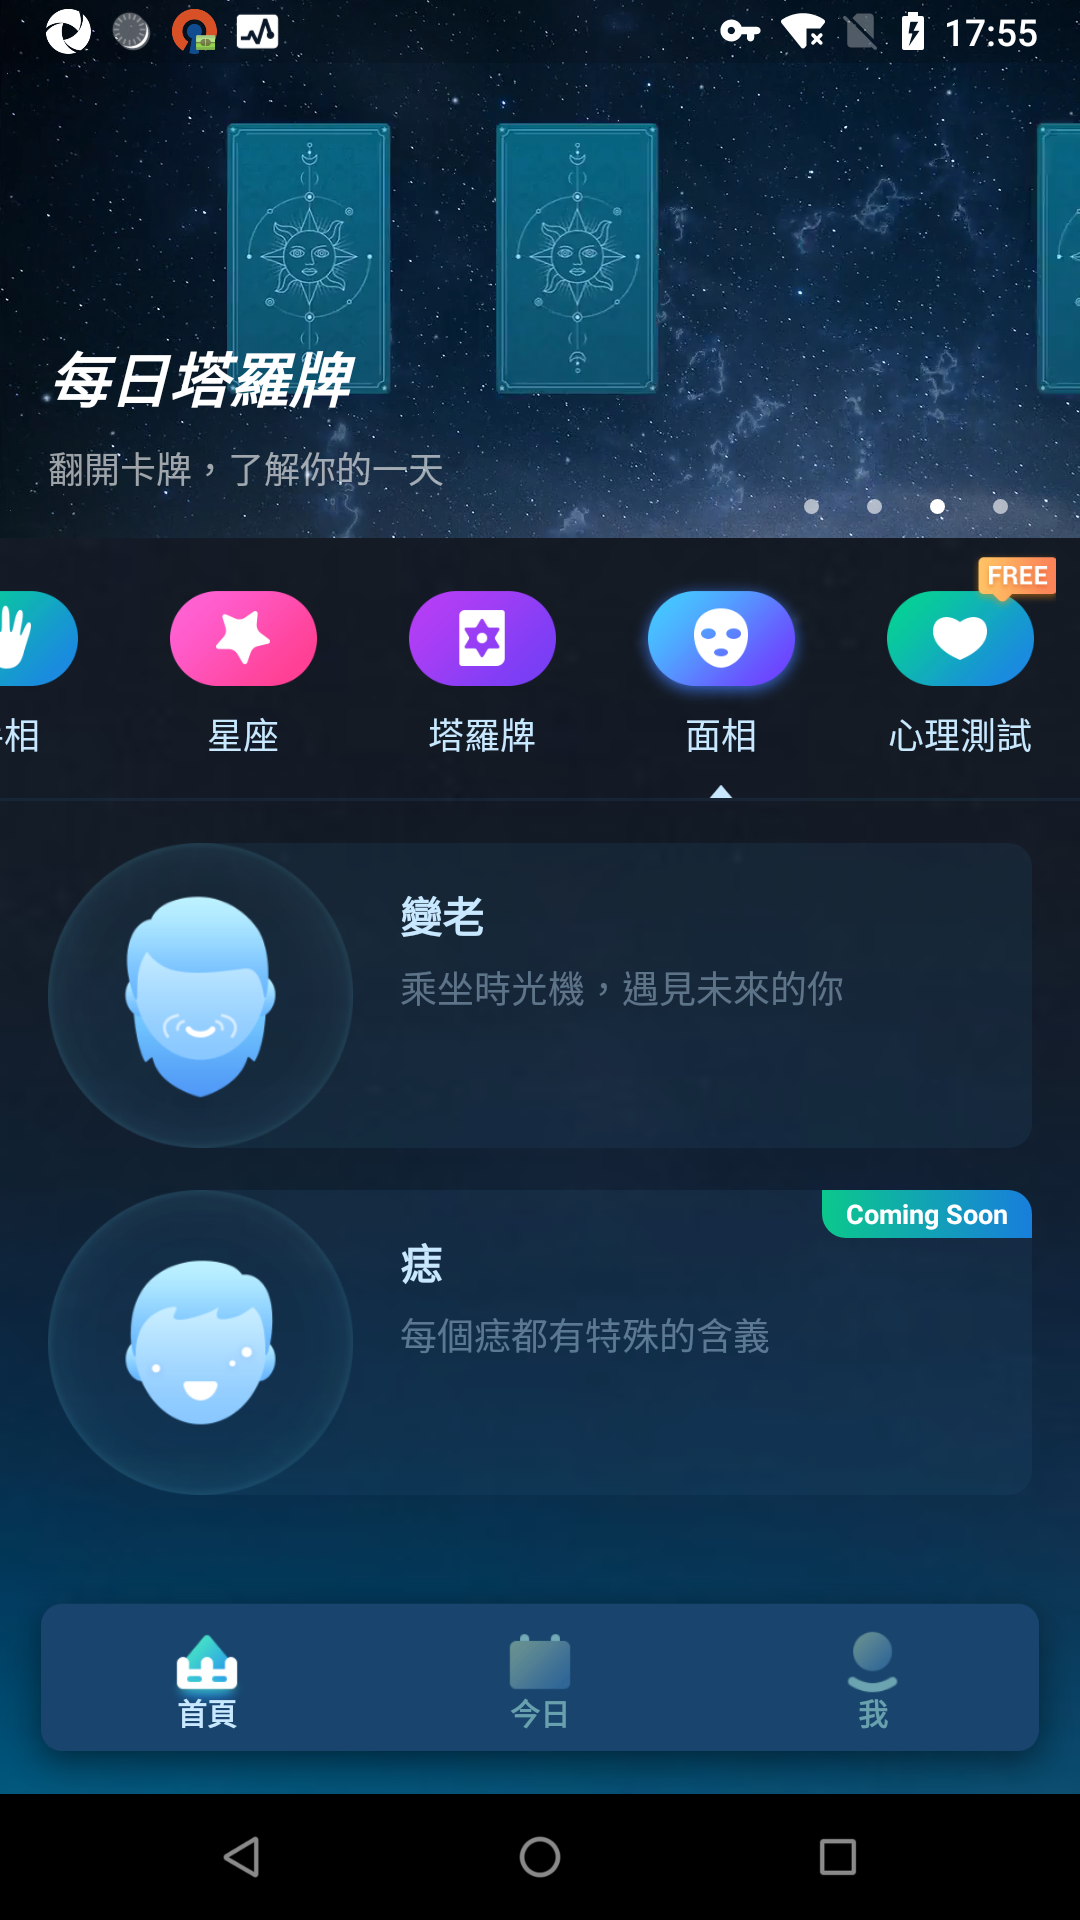 17:55
每日塔羅牌
翻開卡牌，了解你的一天
FREE
相
星座
塔羅牌
面相
心理測試
變老
乘坐時光機，遇見未來的你
Coming Soon
痣
每個痣都有特殊的含義
首頁
今日
我